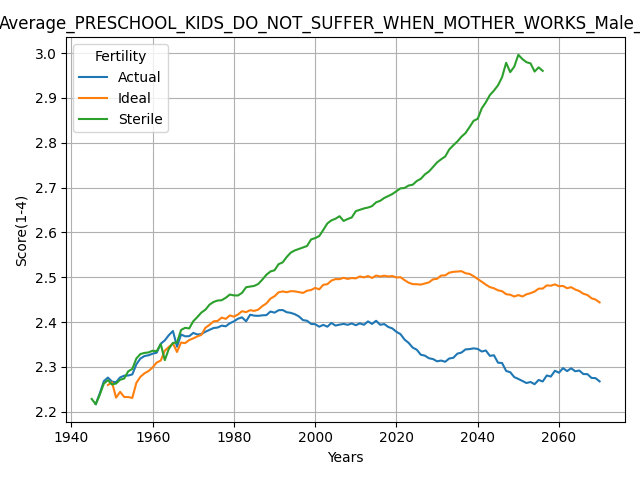 Average_PRESCHOOL_KIDS_DO_NOT_SUFFER_WHEN_MOTHER_WORKS_Male_
3.0
2.9
2.8
2.7
2.6
2.5
2.4
2.3
2.2
Score(1-4)
Fertility
Actual
Ideal
Sterile
1940 1960 1980 2000 2020 2040 2060
Years